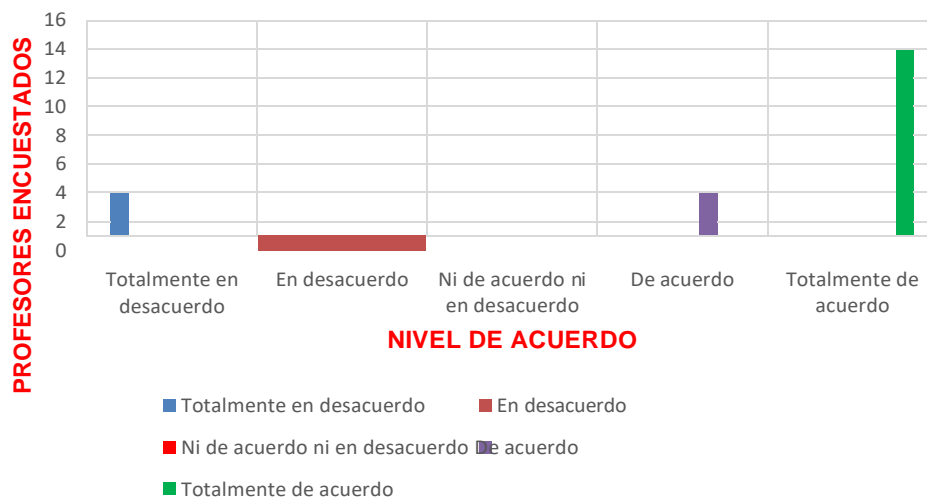 PROFESORES ENCUESTADOS
16
14
12
10
8
6
4
2
0
Totalmente en
desacuerdo
En desacuerdo
Ni de acuerdo ni
en desacuerdo
De acuerdo
Totalmente de
acuerdo
NIVEL DE ACUERDO
Totalmente en desacuerdo
En desacuerdo
Ni de acuerdo ni en desacuerdo
De acuerdo
Totalmente de acuerdo